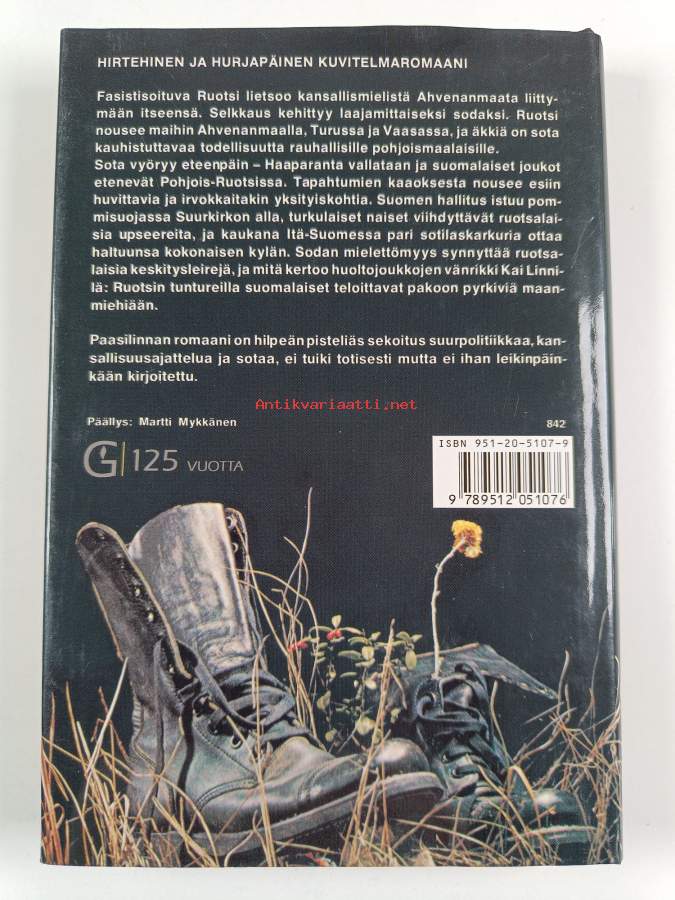 HIRTEHINEN JA HURJAPÄINEN KUVITELMAROMAANI
Fasistisoituva Ruotsi lietsoo kansallismielistä Ahvenanmaata liitty-
mään itseensä. Selkkaus kehittyy laajamittaiseksi sodaksi. Ruotsi
nousee maihin Ahvenanmaalla, Turussa ja Vaasassa, ja äkkiä on sota
kauhistuttavaa todellisuutta rauhallisille pohjoismaalaisille.
Sota vyöryy eteenpäin – Haaparanta vallataan ja suomalaiset joukot
etenevät Pohjois-Ruotsissa. Tapahtumien kaaoksesta nousee esiin
huvittavia ja irvokkaitakin yksityiskohtia. Suomen hallitus istuu pom-
misuojassa Suurkirkon alla, turkulaiset naiset viihdyttävät ruotsalai-
sia upseereita, ja kaukana Itä-Suomessa pari sotilaskarkuria ottaa
haltuunsa kokonaisen kylän. Sodan mielettömyys synnyttää ruotsa-
laisia keskitysleirejä, ja mitä kertoo huoltojoukkojen vänrikki Kai Linni-
lä: Ruotsin tuntureilla suomalaiset teloittavat pakoon pyrkiviä maan-
miehiään.
Paasilinnan romaani on hilpeän pisteliäs sekoitus suurpolitiikkaa, kan-
sallisuusajattelua ja sotaa, ei tuiki totisesti mutta ei ihan leikinpäin-
kään kirjoitettu.
Antikvariaatti.net
Päällys: Martti Mykkänen
842
ISBN 951-20-5107-9
G 125 VUOTTA
9 789512 051076